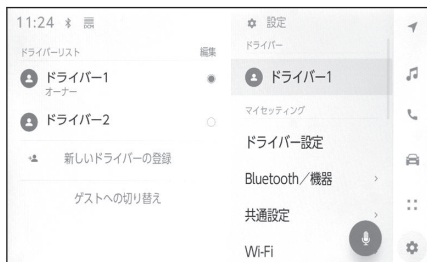 11:24
ドライバーリスト 編集
ドライバー1
オーナー
ドライバー2
新しいドライバーの登録
ゲストへの切り替え
設定
ドライバー
ドライバー1
マイセッティング
ドライバー設定
Bluetooth／機器
共通設定
Wi-Fi